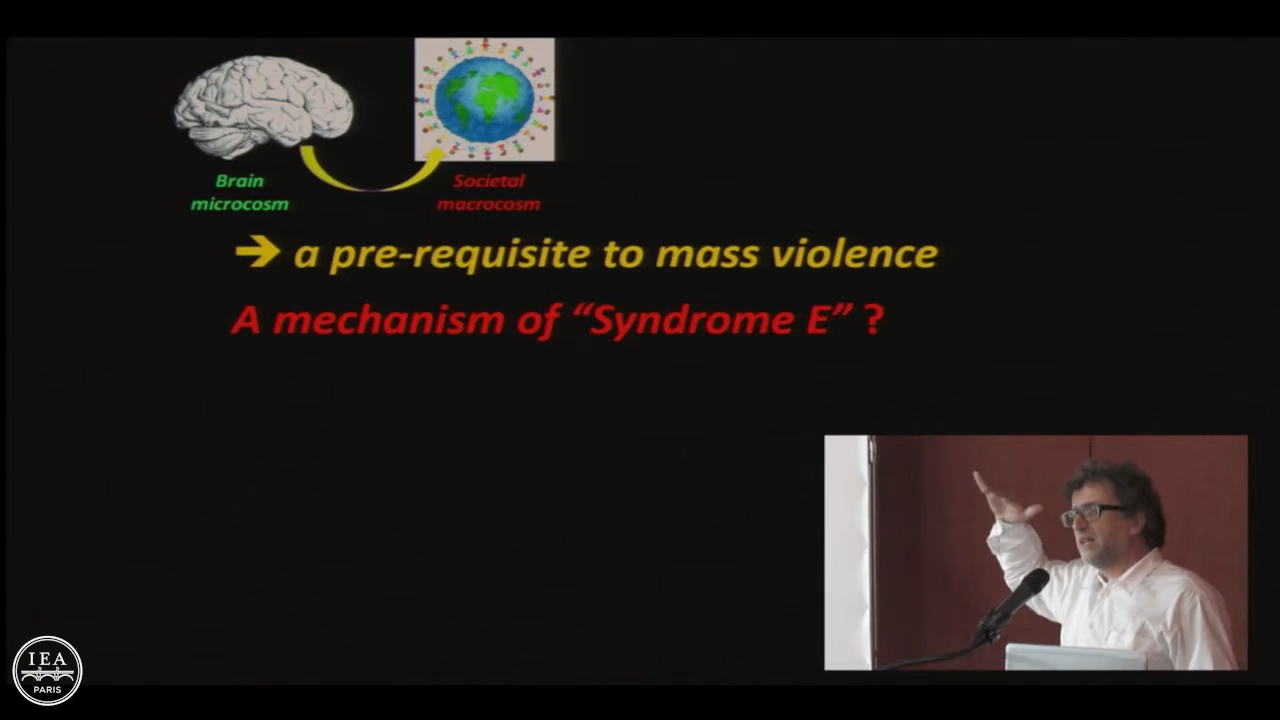 Brain
microcosm
Societal
macrocosm
➔ a pre-requisite to mass violence
A mechanism of “Syndrome E” ?
IEA
PARIS